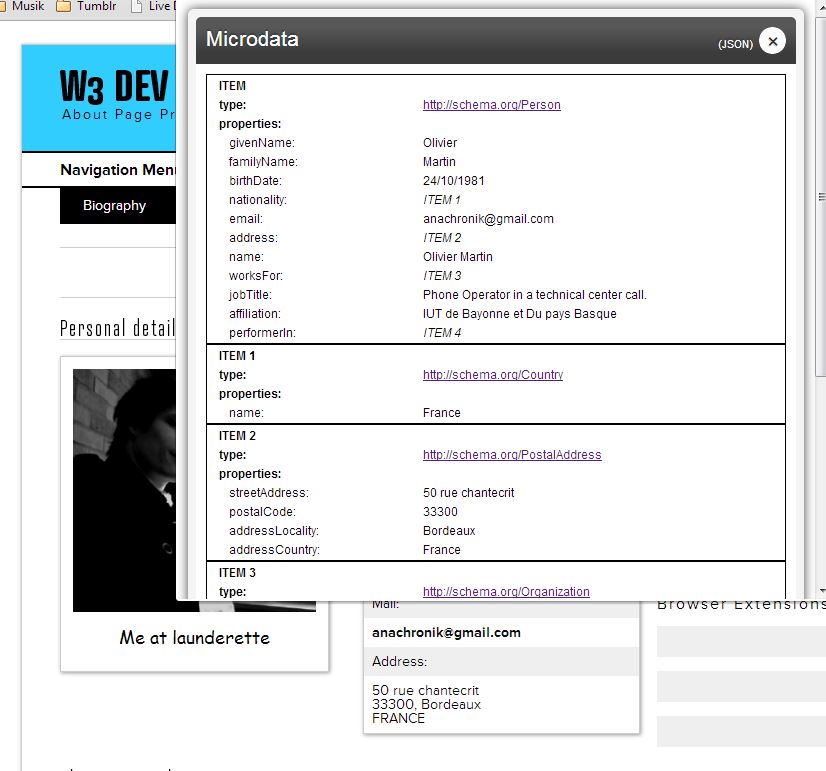 Musik Tumblr Live
W3 DEV
About Page
Navigation Menu
Biography
Personal detail
Me at launderette
Microdata
(JSON)
ITEM
type: http://schema.org/Person
properties:
givenName: Olivier
familyName: Martin
birthDate: 24/10/1981
nationality: ITEM 1
email: anachronik@gmail.com
address: ITEM 2
name: Olivier Martin
worksFor: ITEM 3
jobTitle: Phone Operator in a technical center call.
affiliation: IUT de Bayonne et Du pays Basque
performerIn: ITEM 4
ITEM 1
type: http://schema.org/Country
properties:
name: France
ITEM 2
type: http://schema.org/PostalAddress
properties:
streetAddress: 50 rue chantecrit
postalCode: 33300
addressLocality: Bordeaux
addressCountry: France
ITEM 3
type: http://schema.org/Organization
Mail:
anachronik@gmail.com
Address:
50 rue chantecrit
33300, Bordeaux
FRANCE
Browser Extensions